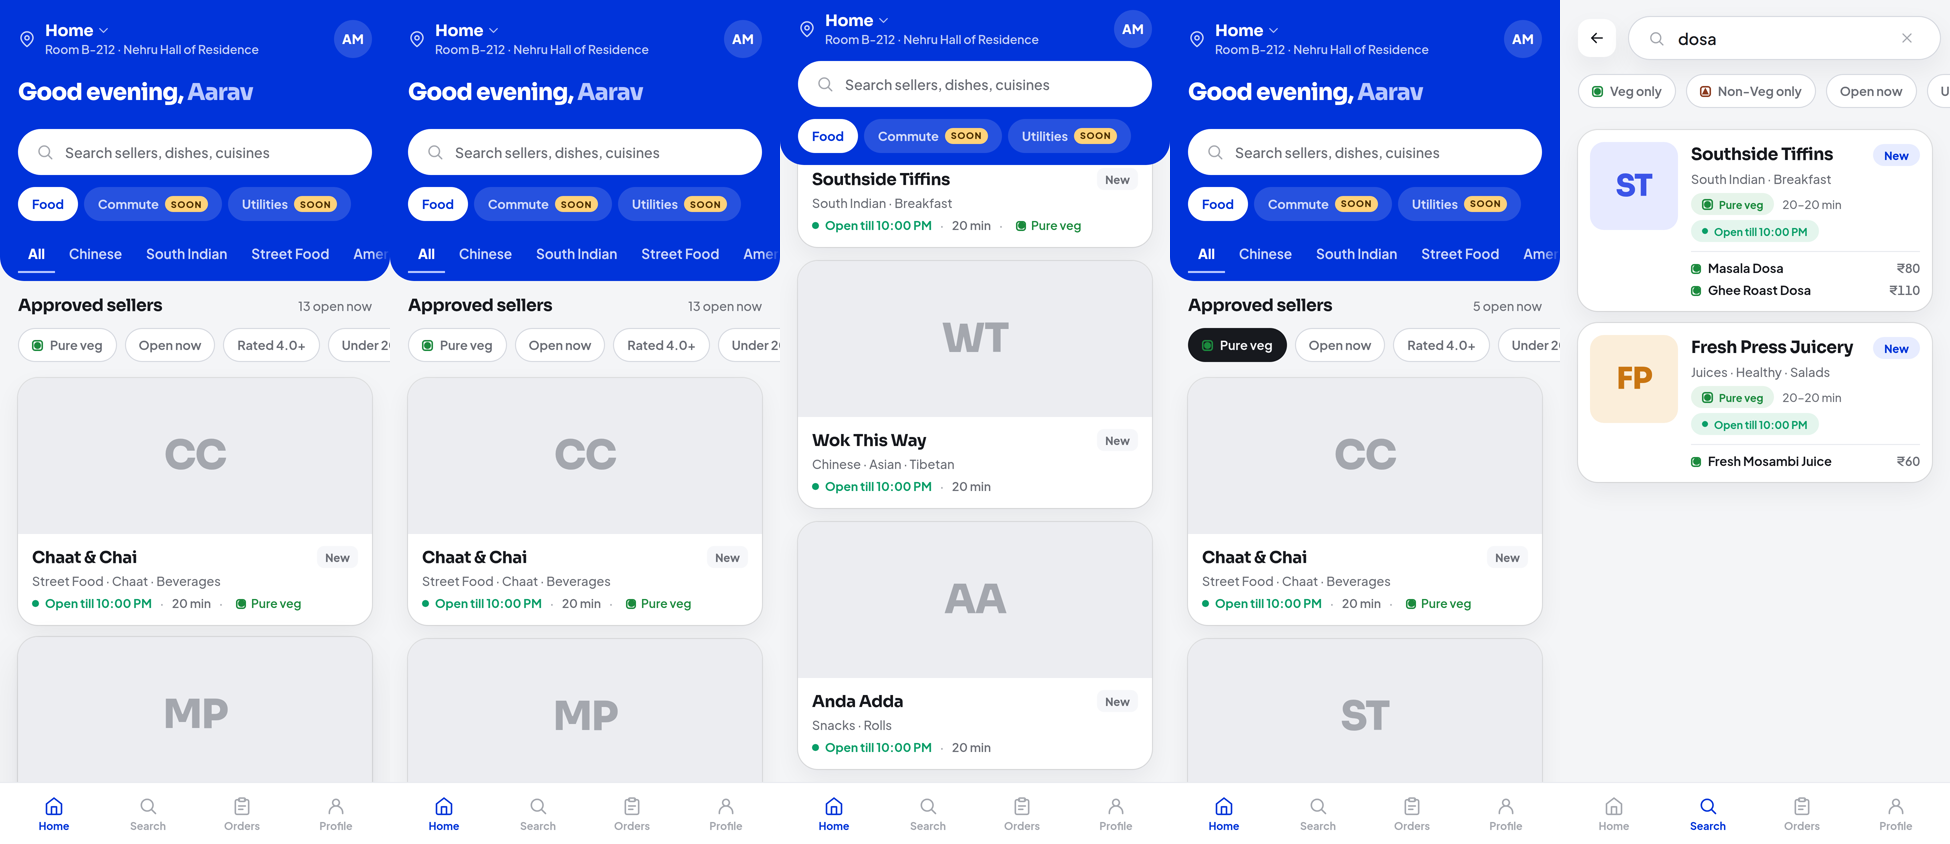 Home
Room B-212 · Nehru Hall of Residence
AM
Good evening, Aarav
Search sellers, dishes, cuisines
Food
Commute SOON
Utilities SOON
All Chinese South Indian Street Food Amer
Approved sellers
13 open now
Pure veg
Open now
Rated 4.0+
Under 2
CC
Chaat & Chai
New
Street Food · Chaat · Beverages
Open till 10:00 PM · 20 min · Pure veg
MP
Home
Search
Orders
Profile
Home
Room B-212 · Nehru Hall of Residence
AM
Good evening, Aarav
Search sellers, dishes, cuisines
Food
Commute SOON
Utilities SOON
All Chinese South Indian Street Food Amer
Approved sellers
13 open now
Pure veg
Open now
Rated 4.0+
Under 2
CC
Chaat & Chai
New
Street Food · Chaat · Beverages
Open till 10:00 PM · 20 min · Pure veg
MP
Home
Search
Orders
Profile
Home
Room B-212 · Nehru Hall of Residence
AM
Search sellers, dishes, cuisines
Food
Commute SOON
Utilities SOON
Southside Tiffins
New
South Indian · Breakfast
Open till 10:00 PM · 20 min · Pure veg
WT
Wok This Way
New
Chinese · Asian · Tibetan
Open till 10:00 PM · 20 min
AA
Anda Adda
New
Snacks · Rolls
Open till 10:00 PM · 20 min
Home
Search
Orders
Profile
Home
Room B-212 · Nehru Hall of Residence
AM
Good evening, Aarav
Search sellers, dishes, cuisines
Food
Commute SOON
Utilities SOON
All Chinese South Indian Street Food Ame
Approved sellers
5 open now
Pure veg
Open now
Rated 4.0+
Under 2
CC
Chaat & Chai
New
Street Food · Chaat · Beverages
Open till 10:00 PM · 20 min · Pure veg
ST
Home
Search
Orders
Profile
dosa
Veg only
Non-Veg only
Open now
U
ST
Southside Tiffins
New
South Indian · Breakfast
Pure veg 20–20 min
Open till 10:00 PM
Masala Dosa ₹80
Ghee Roast Dosa ₹110
FP
Fresh Press Juicery
New
Juices · Healthy · Salads
Pure veg 20–20 min
Open till 10:00 PM
Fresh Mosambi Juice ₹60
Home
Search
Orders
Profile